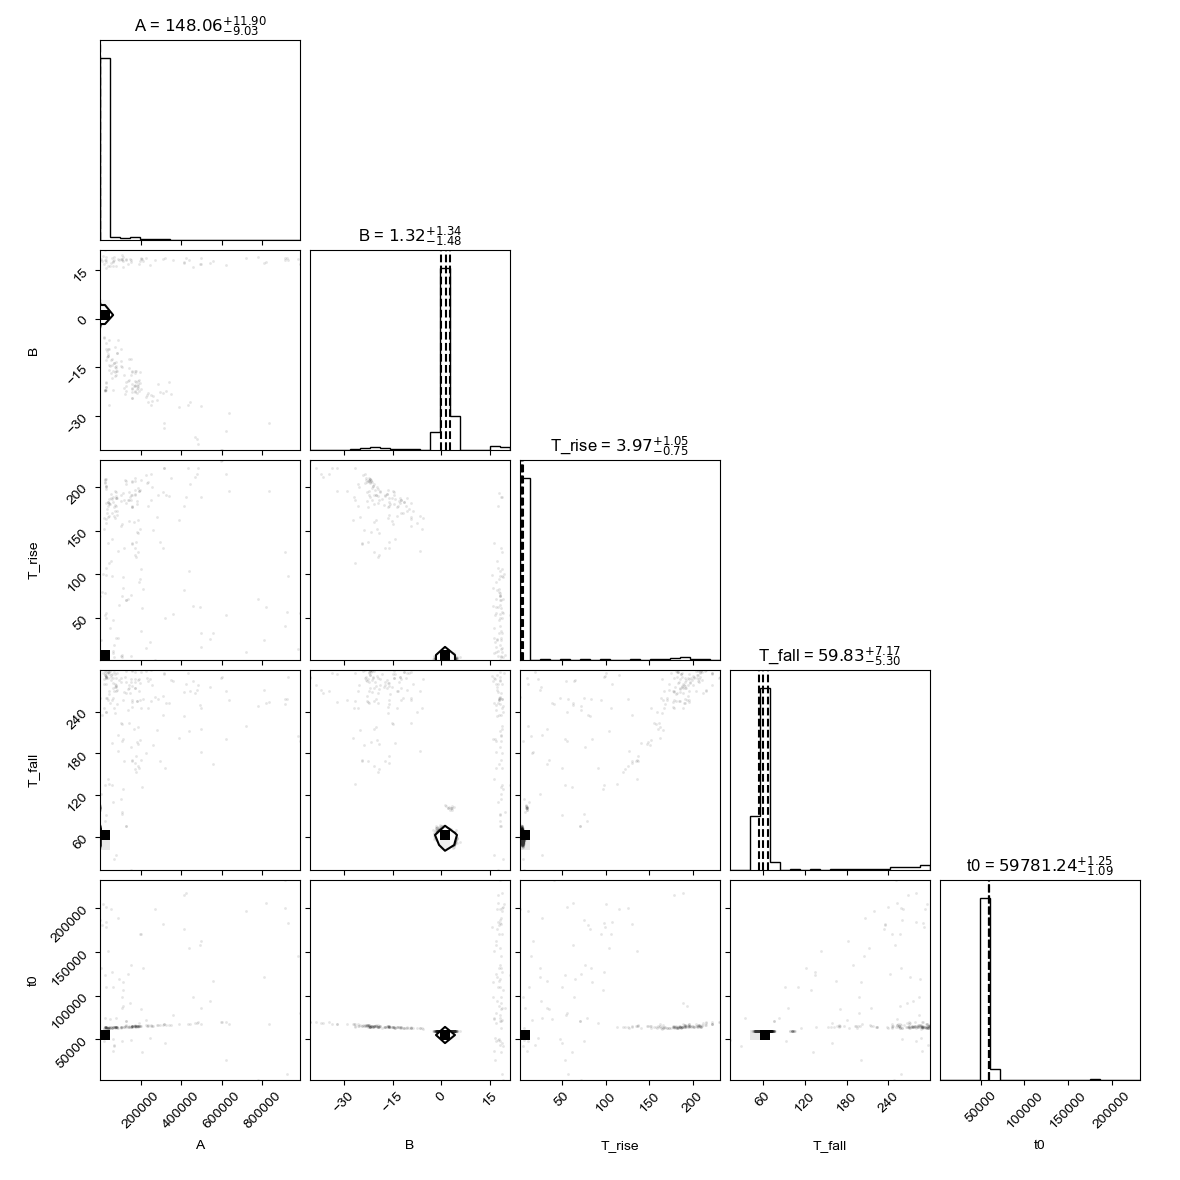 A = 148.06+11.90−9.03
B = 1.32+1.34−1.48
15
0
−15
−30
B
T_rise = 3.97+1.05−0.75
200
150
100
50
T_rise
T_fall = 59.83+7.17−5.30
240
180
120
60
T_fall
t0 = 59781.24+1.25−1.09
200000
150000
100000
50000
t0
200000 400000 600000 800000 −30 −15 0 15 50 100 150 200 60 120 180 240 50000 100000 150000 200000
A B T_rise T_fall t0